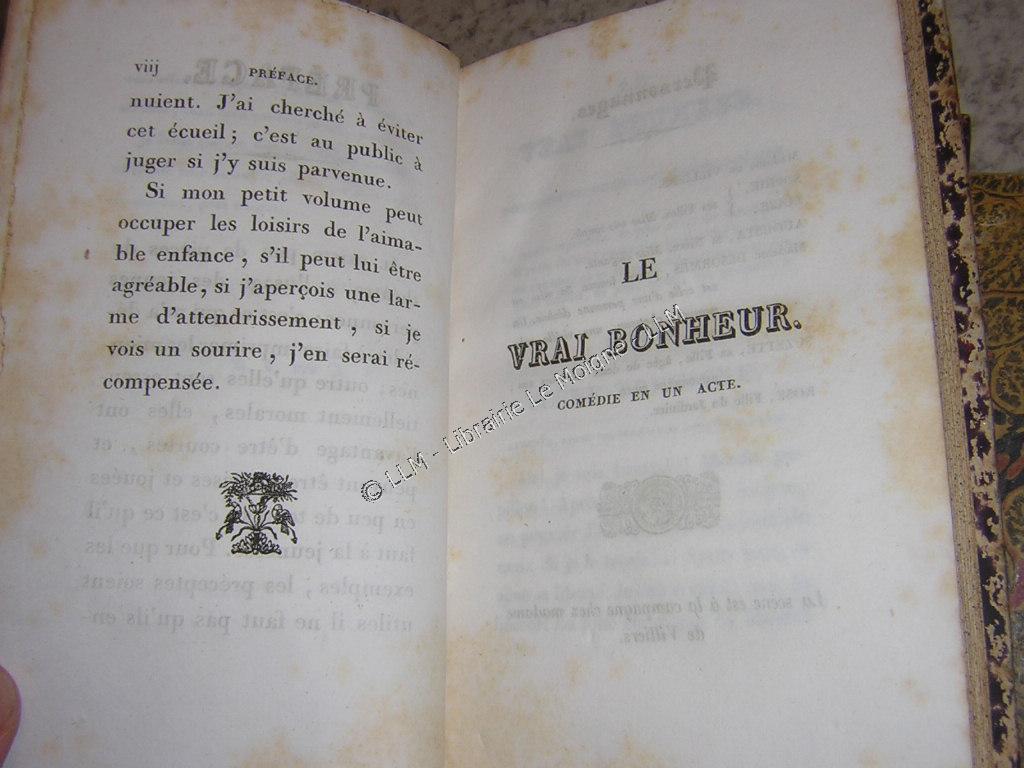 viij PRÉFACE.
nuient. J'ai cherché à éviter
cet écueil ; c'est au public à
juger si j'y suis parvenue.
Si mon petit volume peut
occuper les loisirs de l'aima-
ble enfance , s'il peut lui être
agréable, si j'aperçois une lar-
me d'attendrissement , si je
vois un sourire , j'en serai ré-
compensée.
LE
VRAI BONHEUR.
COMÉDIE EN UN ACTE.
© LLM - Librairie Le Moigne - LLM